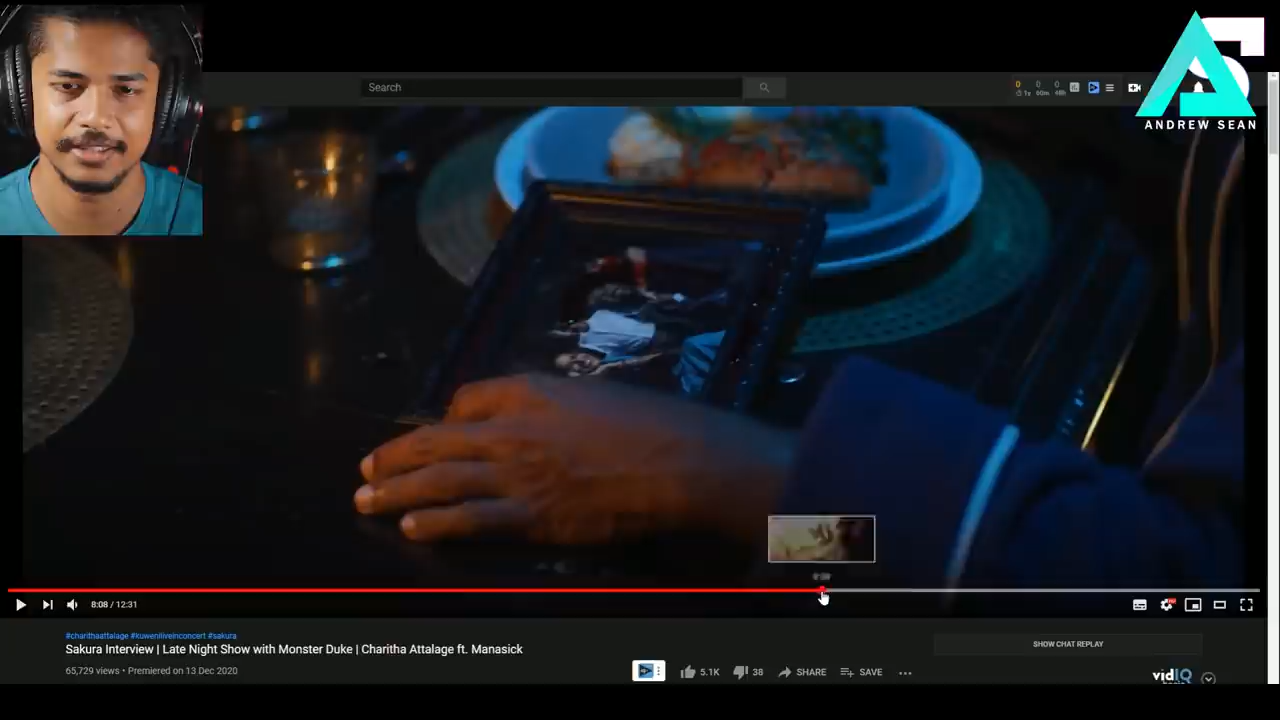 Search
ANDREW SEAN
8:08 / 12:31
#charithaattalage #kuweniliveinconcert #sakura
Sakura Interview | Late Night Show with Monster Duke | Charitha Attalage ft. Manasick
65,729 views • Premiered on 13 Dec 2020
5.1K
38
SHARE
SAVE
SHOW CHAT REPLAY
vidIQ